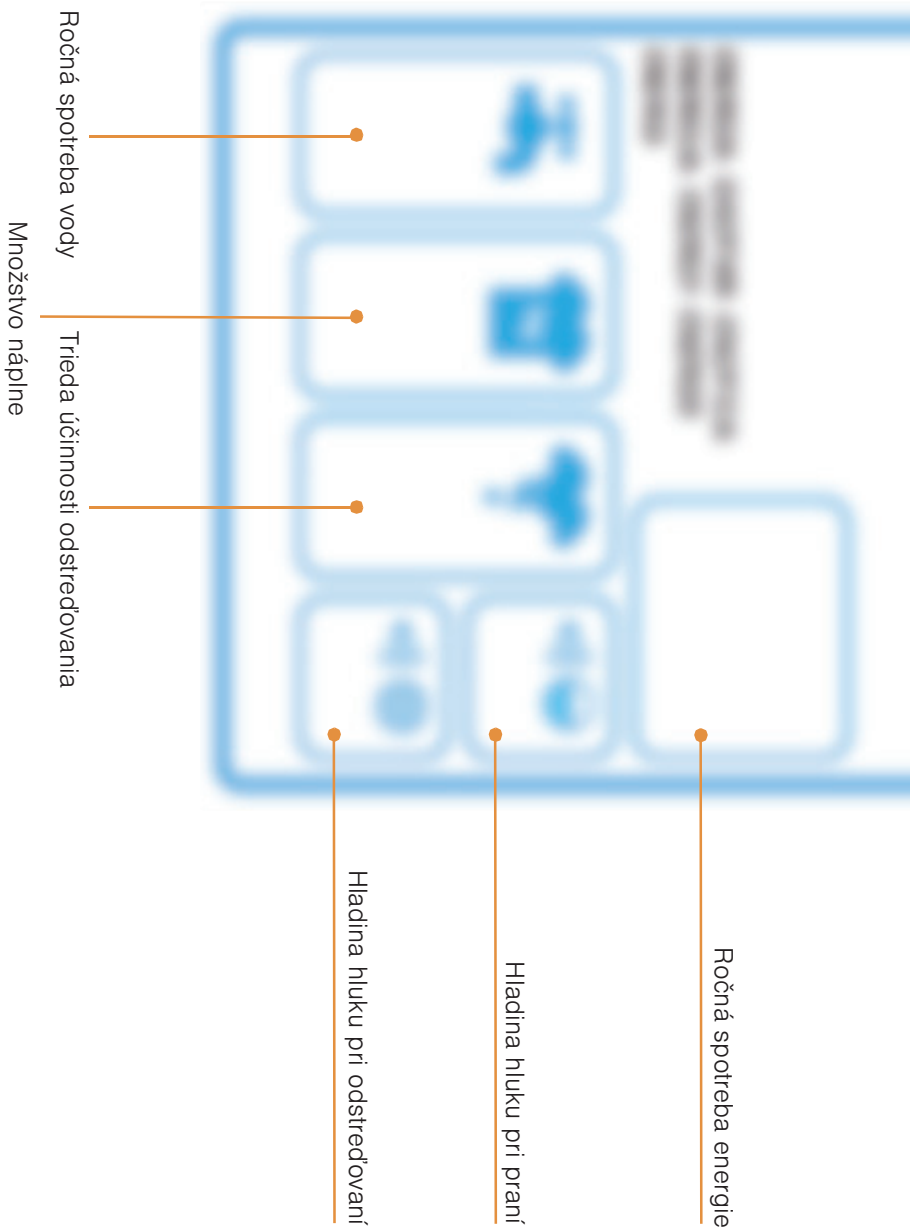 Ročná spotreba energie
Hladina hluku pri praní
Hladina hluku pri odstreďovaní
Ročná spotreba vody
Trieda účinnosti odstreďovania
Množstvo náplne